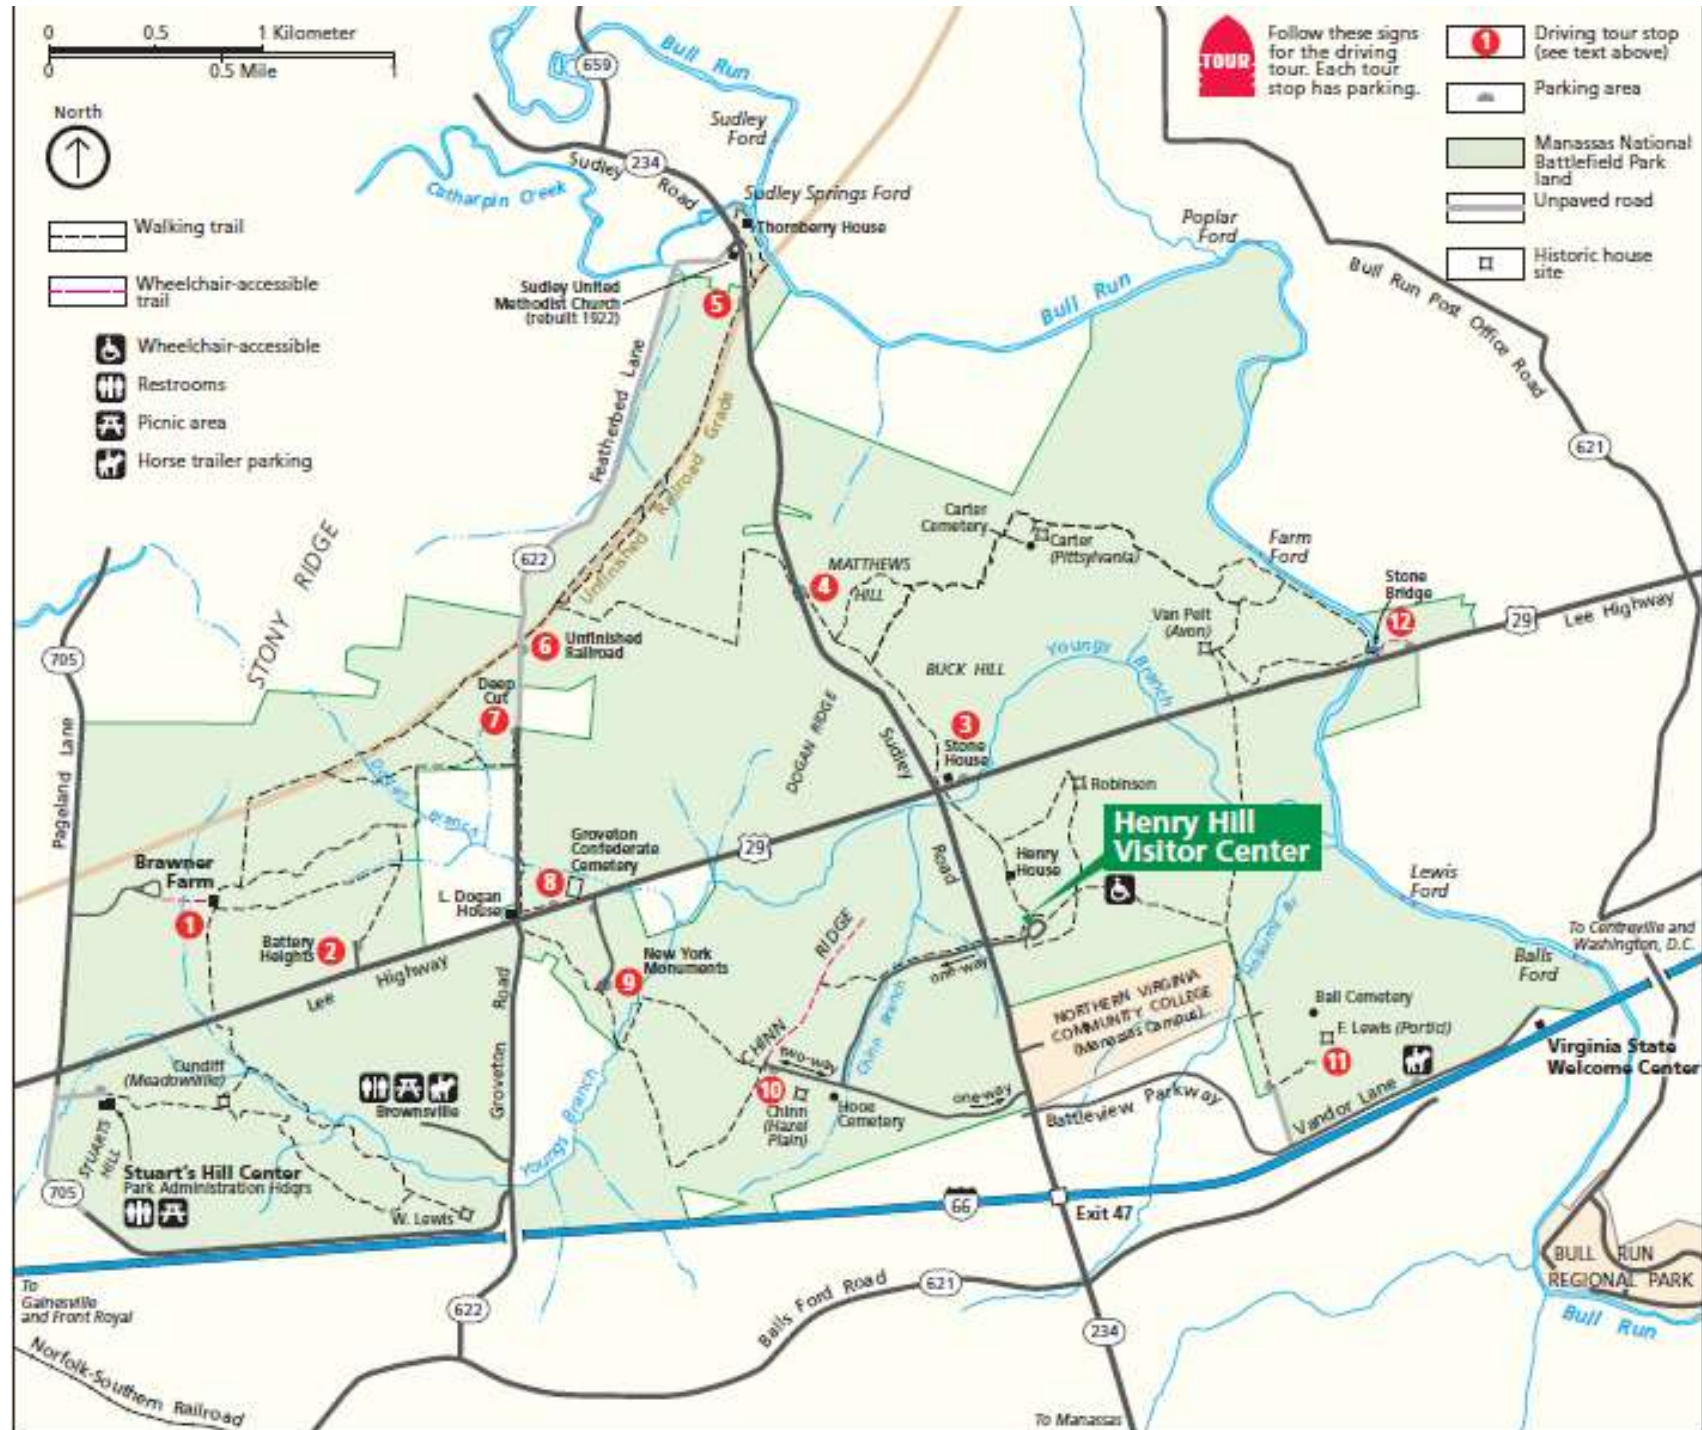 0 0.5 1 Kilometer
0 0.5 Mile 1
North
Walking trail
Wheelchair-accessible
trail
Wheelchair-accessible
Restrooms
Picnic area
Horse trailer parking
TOUR
Follow these signs
for the driving
tour. Each tour
stop has parking.
1
Driving tour stop
(see text above)
Parking area
Manassas National
Battlefield Park
land
Unpaved road
Historic house
site
659
Bull Run
Sudley
Ford
234
Sudley Road
Catharpin Creek
Sudley Springs Ford
Thornberry House
Sudley United
Methodist Church
(rebuilt 1922)
5
Poplar
Ford
Bull Run
Bull Run Post Office Road
621
Featherbed Lane
Unfinished Railroad Grade
STONY RIDGE
622
Carter
Cemetery
Carter
(Pittsylvania)
Farm
Ford
MATTHEWS
HILL
4
Stone
Bridge
12
29
Lee Highway
Van Pelt
(Avon)
Youngs Branch
BUCK HILL
705
6
Unfinished
Railroad
Deep
Cut
7
DOGAN RIDGE
3
Stone
House
Sudley Road
Pageland Lane
Robinson
Henry Hill
Visitor Center
Henry
House
Groveton
Confederate
Cemetery
29
8
Brawner
Farm
1
L. Dogan
House
Battery
Heights
2
Lee Highway
New York
Monuments
9
CHINN RIDGE
one-way
Chinn Branch
Lewis
Ford
To Centreville and
Washington, D.C.
Balls
Ford
NORTHERN VIRGINIA
COMMUNITY COLLEGE
(Manassas Campus)
Ball Cemetery
F. Lewis (Portici)
11
Virginia State
Welcome Center
Groveton Road
Cundiff
(Meadowville)
Brownsville
two-way
10
Chinn
(Hazel
Plain)
Hooe
Cemetery
one-way
Battleview Parkway
Vandor Lane
Youngs Branch
STUARTS
HILL
Stuart's Hill Center
Park Administration Hdqrs
705
W. Lewis
66
Exit 47
To
Gainesville
and Front Royal
622
Balls Ford Road
621
234
BULL RUN
REGIONAL PARK
Bull Run
Norfolk-Southern Railroad
To Manassas